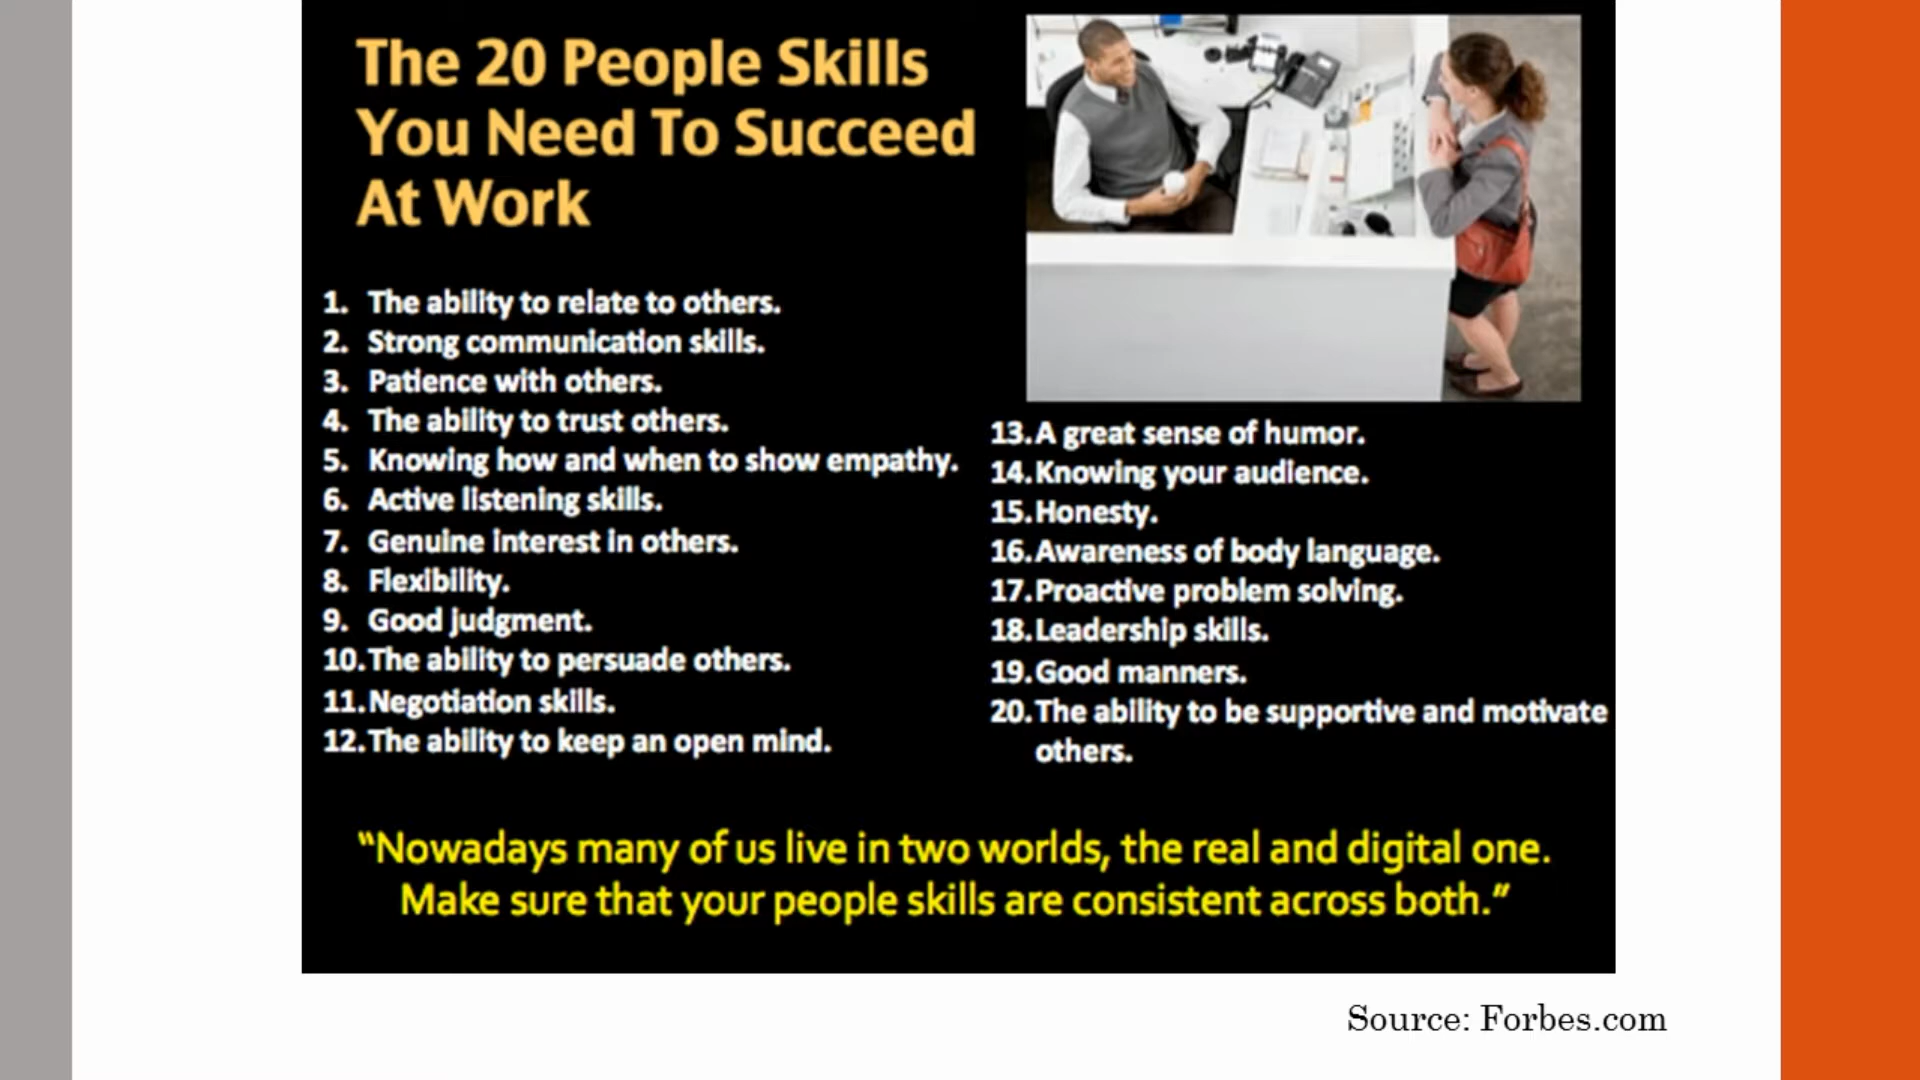 The 20 People Skills
You Need To Succeed
At Work
1. The ability to relate to others.
2. Strong communication skills.
3. Patience with others.
4. The ability to trust others.
5. Knowing how and when to show empathy.
6. Active listening skills.
7. Genuine interest in others.
8. Flexibility.
9. Good judgment.
10. The ability to persuade others.
11. Negotiation skills.
12. The ability to keep an open mind.
13. A great sense of humor.
14. Knowing your audience.
15. Honesty.
16. Awareness of body language.
17. Proactive problem solving.
18. Leadership skills.
19. Good manners.
20. The ability to be supportive and motivate
others.
“Nowadays many of us live in two worlds, the real and digital one.
Make sure that your people skills are consistent across both.”
Source: Forbes.com